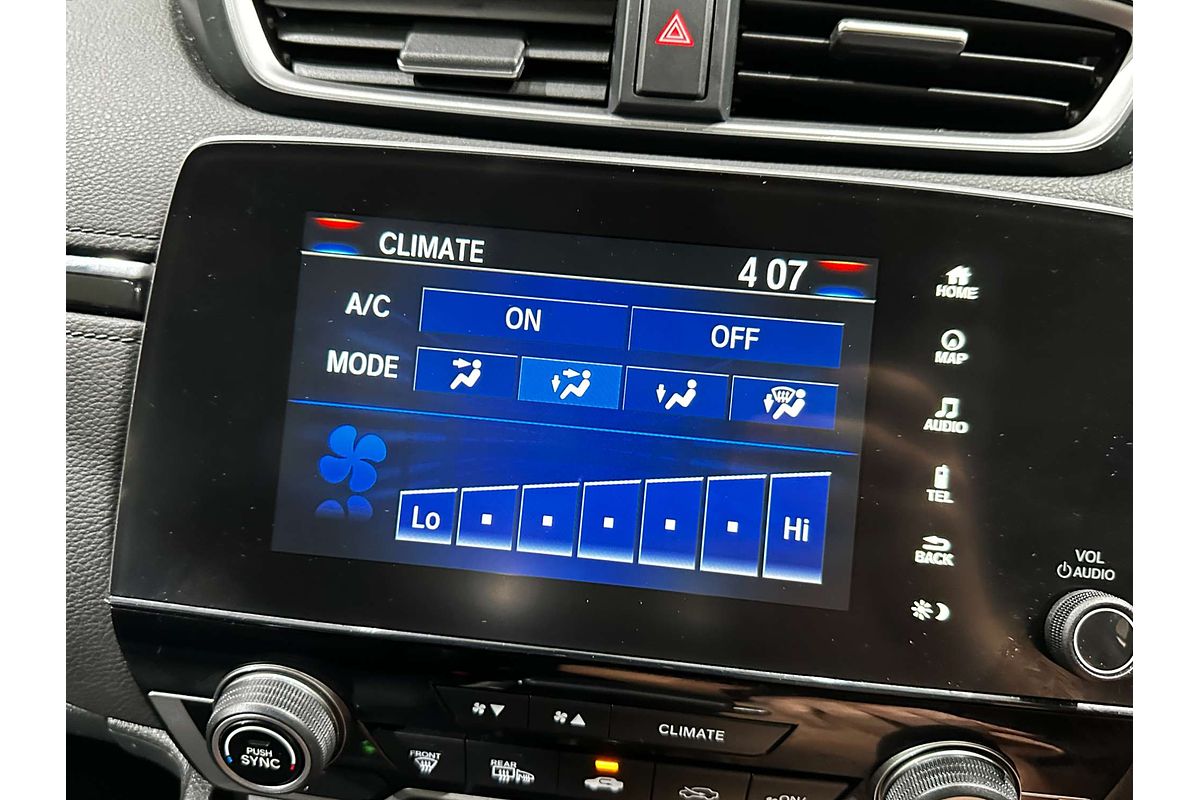 CLIMATE
4 07
HOME
A/C
ON
OFF
MAP
MODE
AUDIO
TEL
Lo
Hi
BACK
VOL
AUDIO
CLIMATE
PUSH
SYNC
FRONT
REAR
ON/